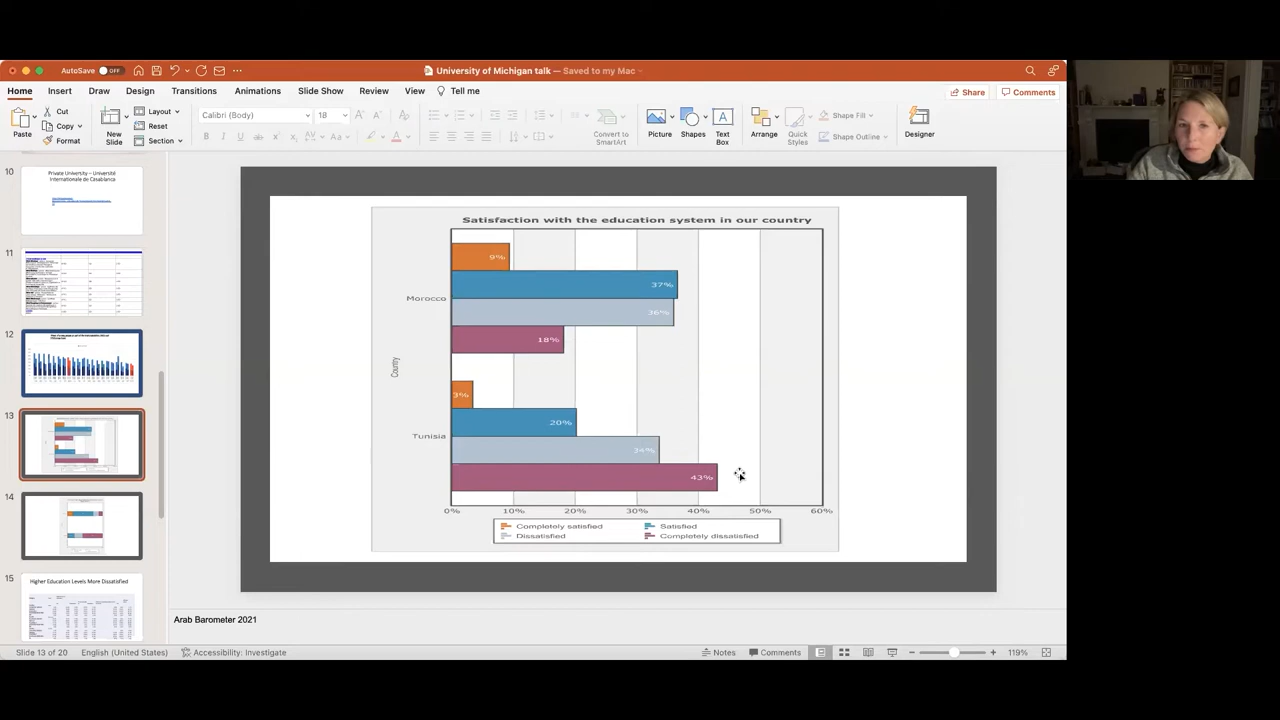 AutoSave OFF
University of Michigan talk — Saved to my Mac
Home Insert Draw Design Transitions Animations Slide Show Review View Tell me
Share Comments
Paste
Cut
Copy
Format
New Slide
Layout
Reset
Section
Calibri (Body) 18
Convert to SmartArt
Picture
Shapes
Text Box
Arrange
Quick Styles
Shape Fill
Shape Outline
Designer
10
Private University – Université
Internationale de Casablanca
11
12
13
14
15
Higher Education Levels More Dissatisfied
Satisfaction with the education system in our country
Country
Morocco
9%
37%
36%
18%
Tunisia
3%
20%
34%
43%
0% 10% 20% 30% 40% 50% 60%
Completely satisfied Satisfied
Dissatisfied Completely dissatisfied
Arab Barometer 2021
Slide 13 of 20 English (United States) Accessibility: Investigate Notes Comments 119%